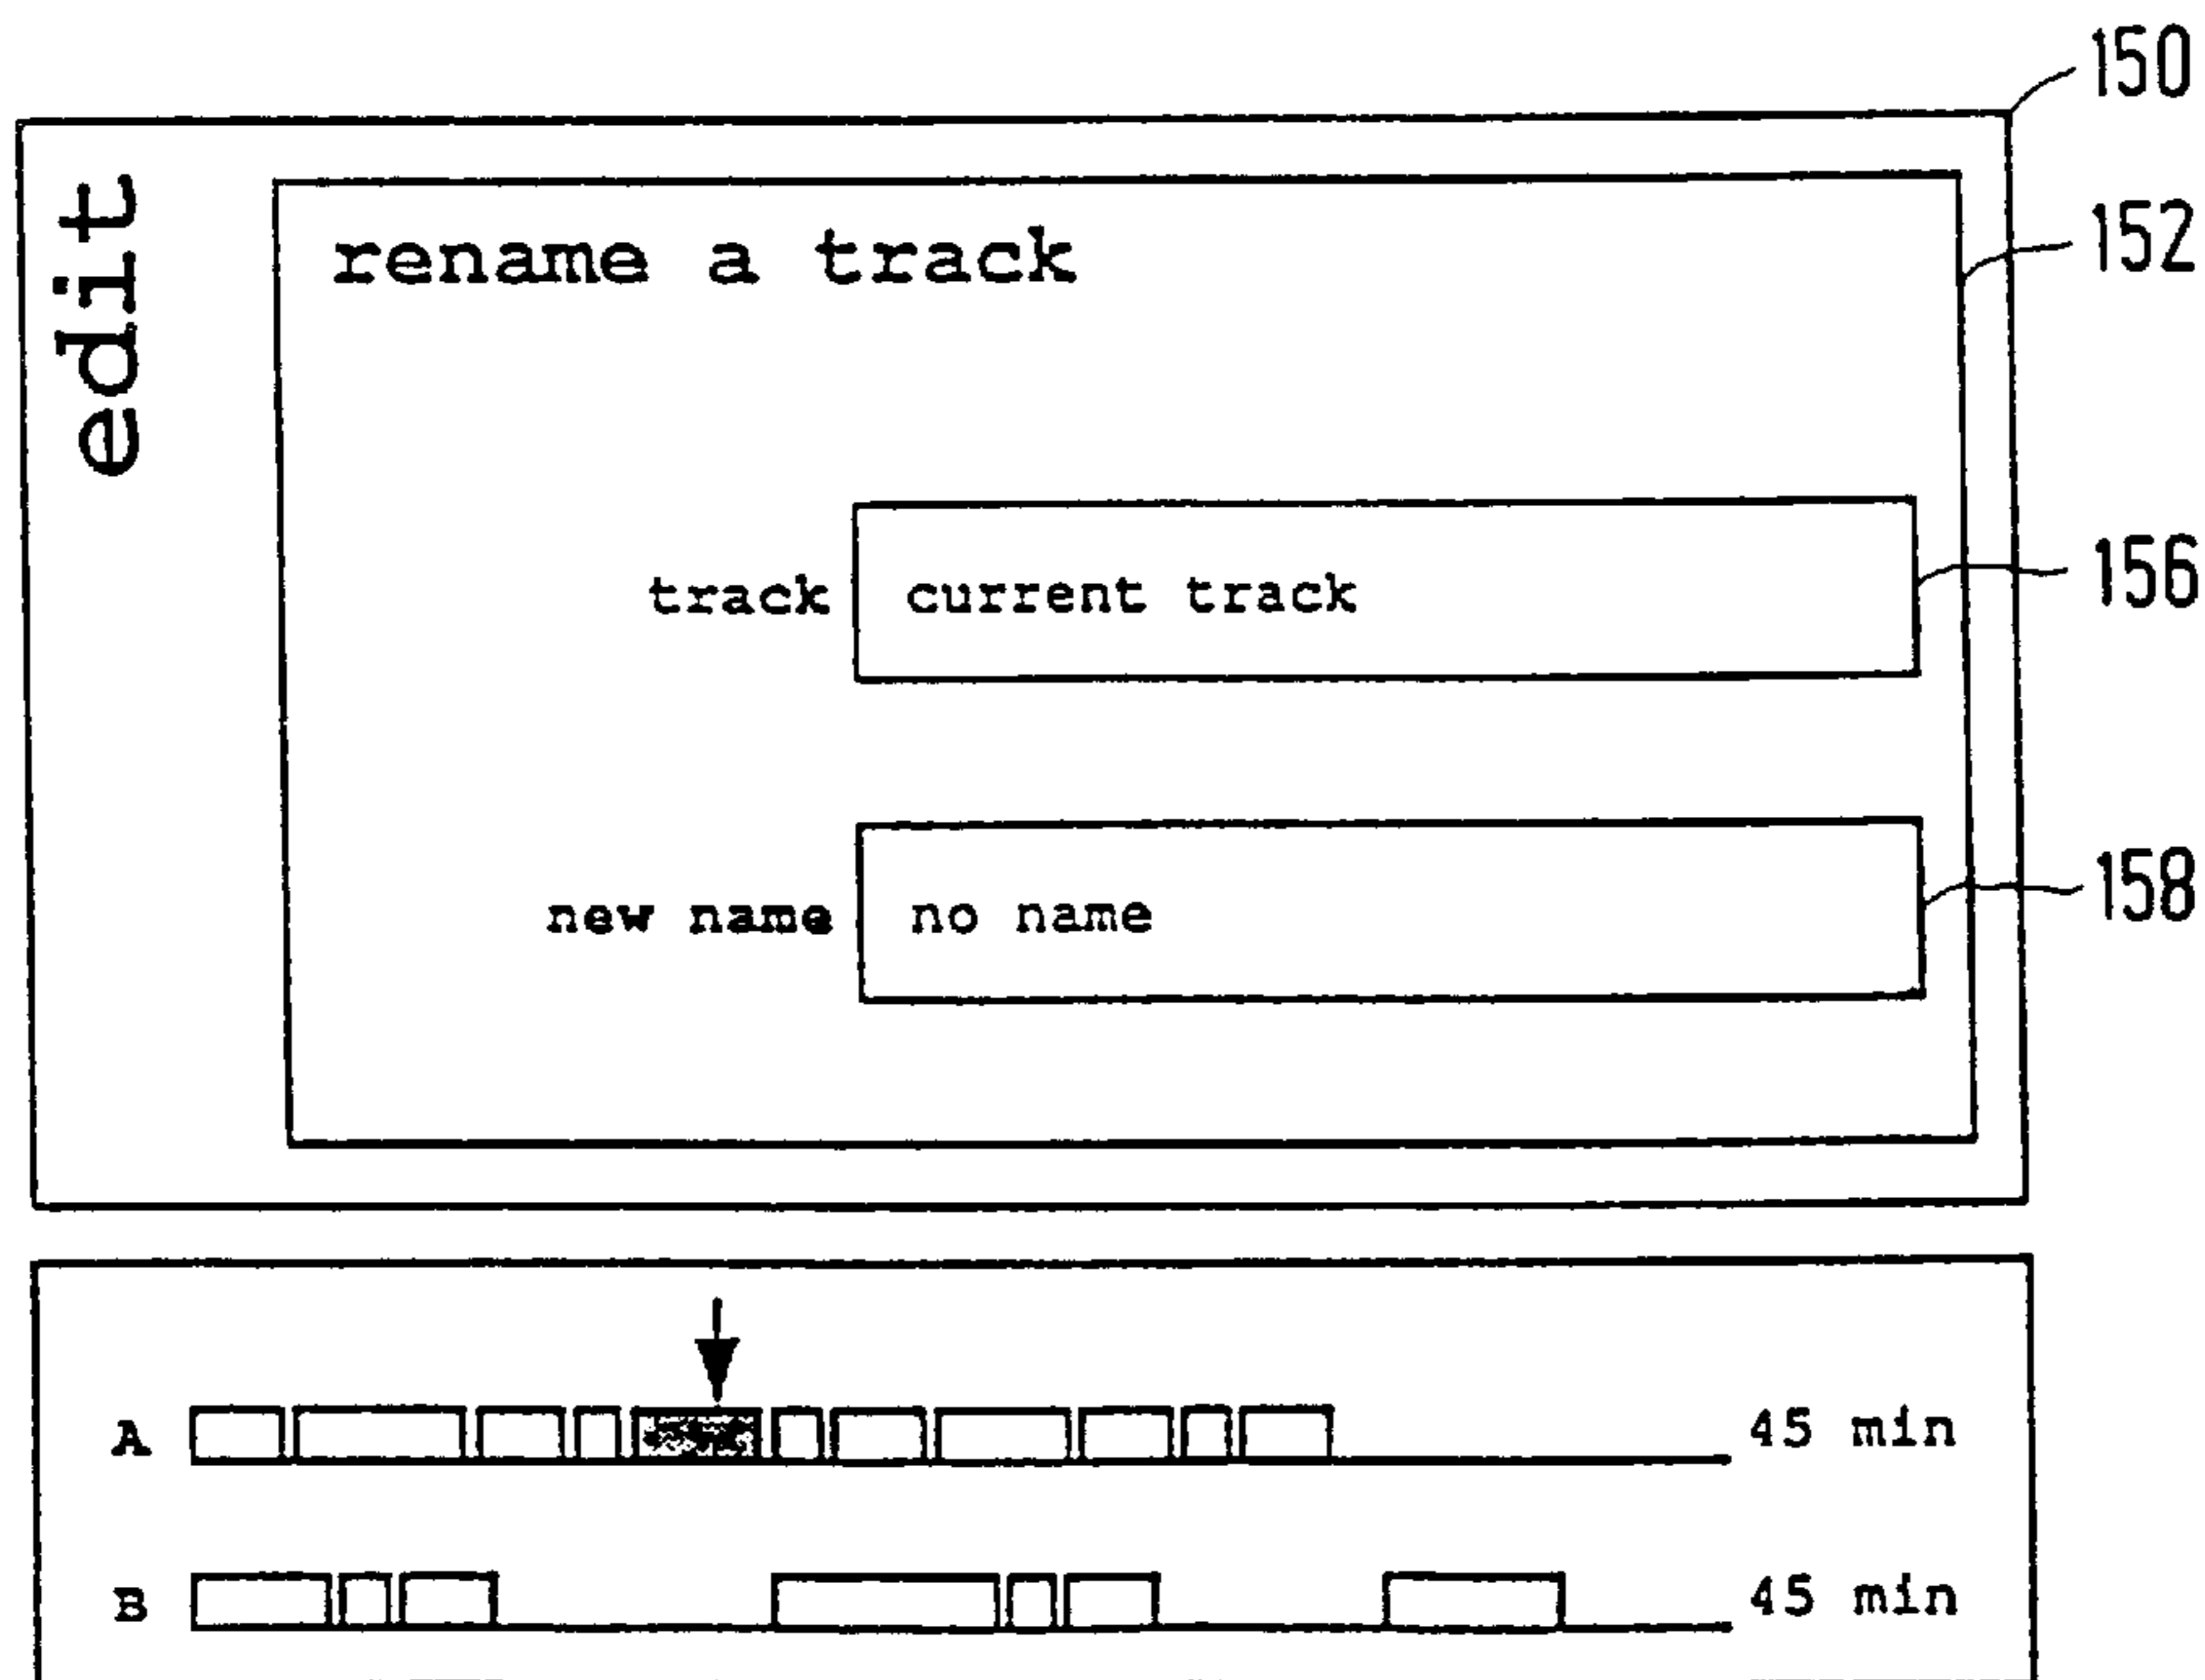 150
edit
rename a track
152
track current track
156
new name no name
158
A 45 min
B 45 min